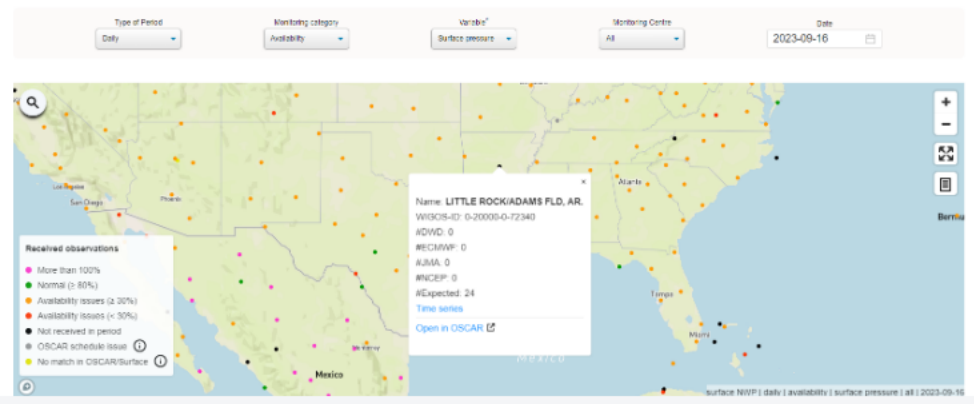 Type of Period
Monitoring category
Variable*
Monitoring Centre
Date
Daily
Availability
Surface pressure
All
2023-09-16
+
−
Los Angeles
San Diego
Phoenix
Atlanta
×
Name: LITTLE ROCK/ADAMS FLD, AR.
WIGOS-ID: 0-20000-0-72340
#DWD: 0
#ECMWF: 0
#JMA: 0
#NCEP: 0
#Expected: 24
Time series
Open in OSCAR
Received observations
More than 100%
Normal (≥ 80%)
Availability issues (≥ 30%)
Availability issues (< 30%)
Not received in period
OSCAR schedule issue
No match in OSCAR/Surface
Tampa
Miami
Monterrey
Mexico
Mexico
surface NWP | daily | availability | surface pressure | all | 2023-09-16